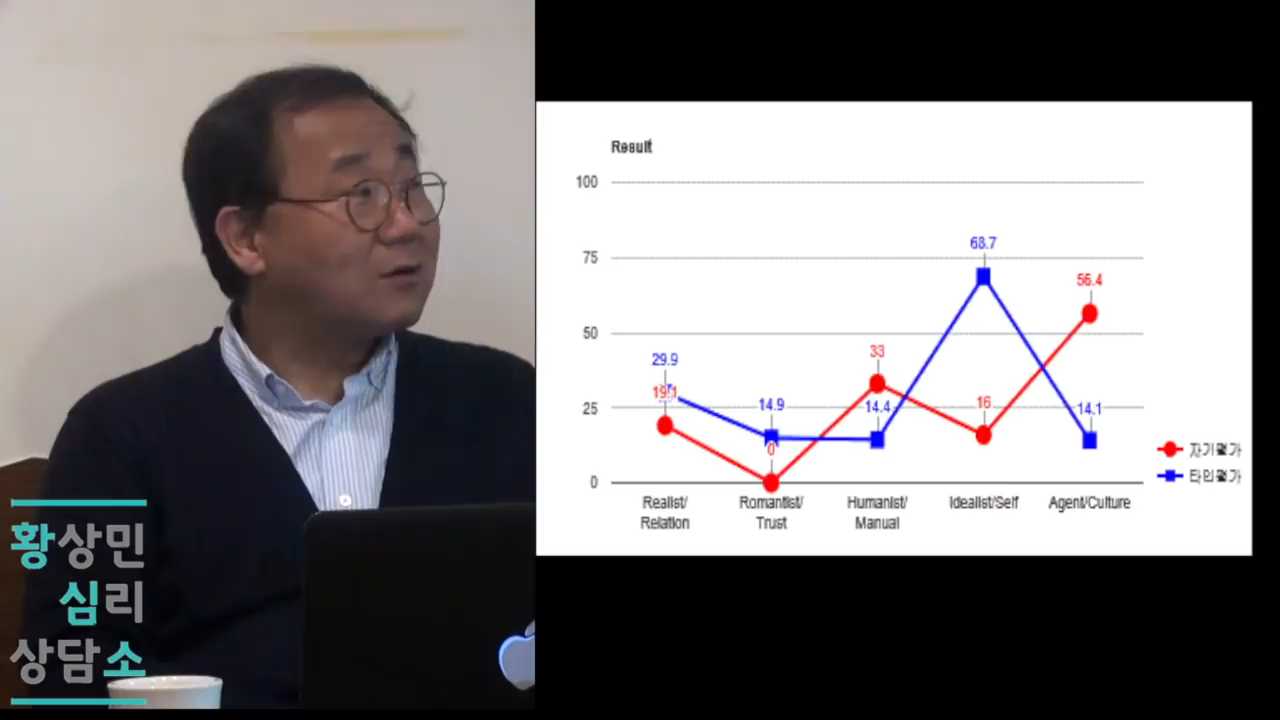 황상민
심리
상담소
Result
100
75
50
25
0
29.9
14.9
14.4
68.7
14.1
19.1
0
33
16
56.4
Realist/
Relation
Romantist/
Trust
Humanist/
Manual
Idealist/Self
Agent/Culture
자기평가
타인평가